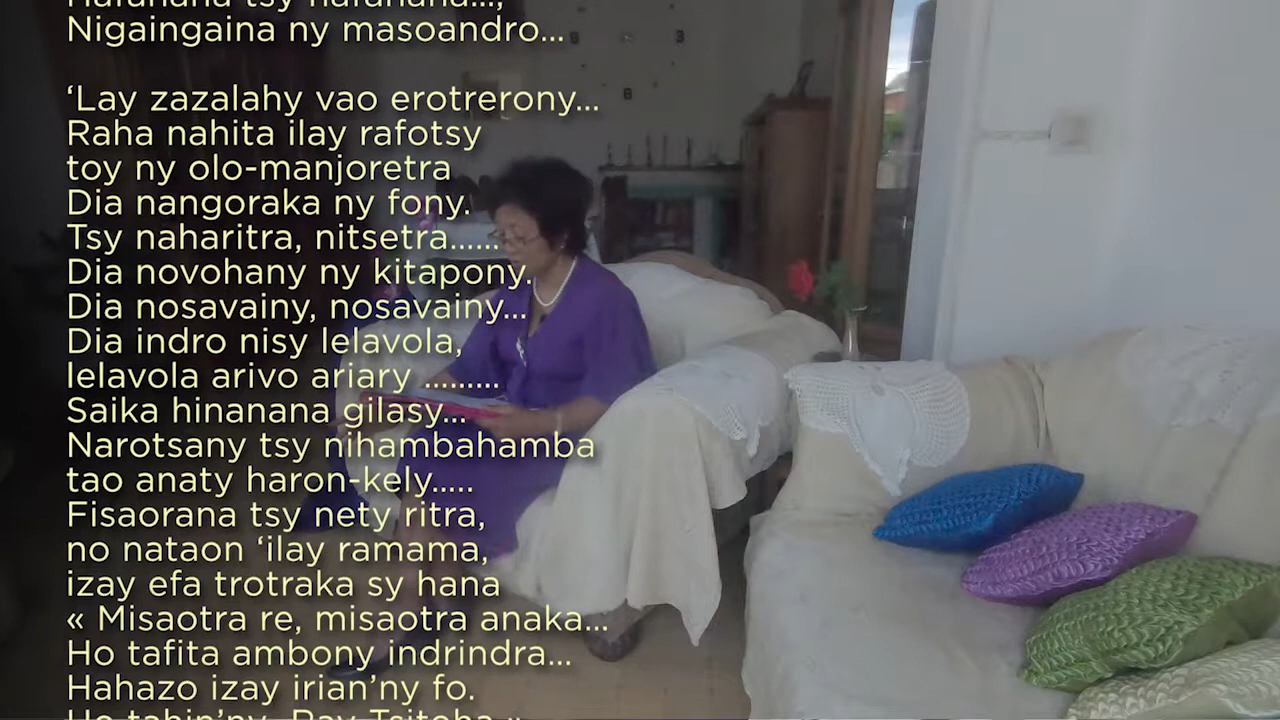 Nigaingaina ny masoandro...
‘Lay zazalahy vao erotrerony...
Raha nahita ilay rafotsy
toy ny olo-manjoretra
Dia nangoraka ny fony.
Tsy naharitra, nitsetra......
Dia novohany ny kitapony.
Dia nosavainy, nosavainy...
Dia indro nisy lelavola,
lelavola arivo ariary .........
Saika hinanana gilasy...
Narotsany tsy nihambahamba
tao anaty haron-kely.....
Fisaorana tsy nety ritra,
no nataon ‘ilay ramama,
izay efa trotraka sy hana
« Misaotra re, misaotra anaka...
Ho tafita ambony indrindra...
Hahazo izay irian’ny fo.